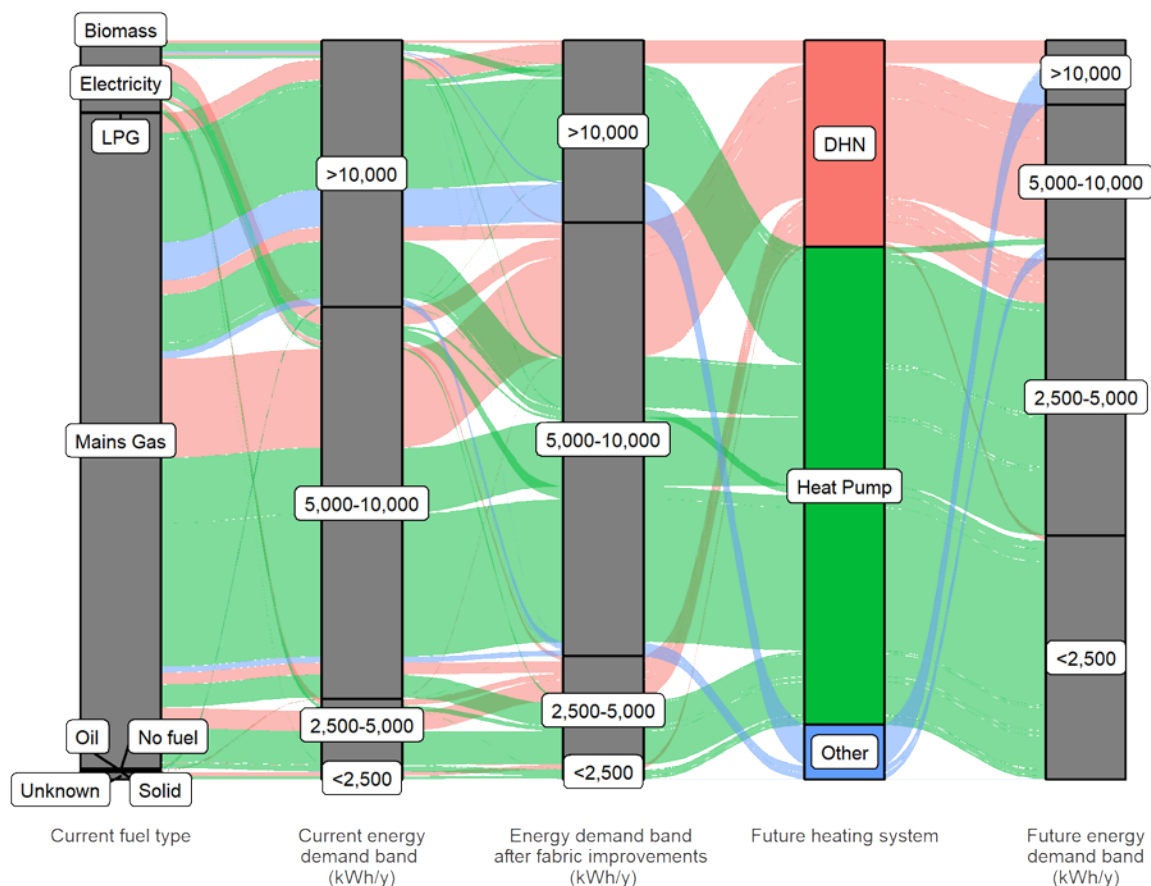 Biomass
Electricity
LPG
Mains Gas
Oil
No fuel
Unknown
Solid
>10,000
5,000-10,000
2,500-5,000
<2,500
>10,000
5,000-10,000
2,500-5,000
<2,500
DHN
Heat Pump
Other
>10,000
5,000-10,000
2,500-5,000
<2,500
Current fuel type
Current energy
demand band
(kWh/y)
Energy demand band
after fabric improvements
(kWh/y)
Future heating system
Future energy
demand band
(kWh/y)